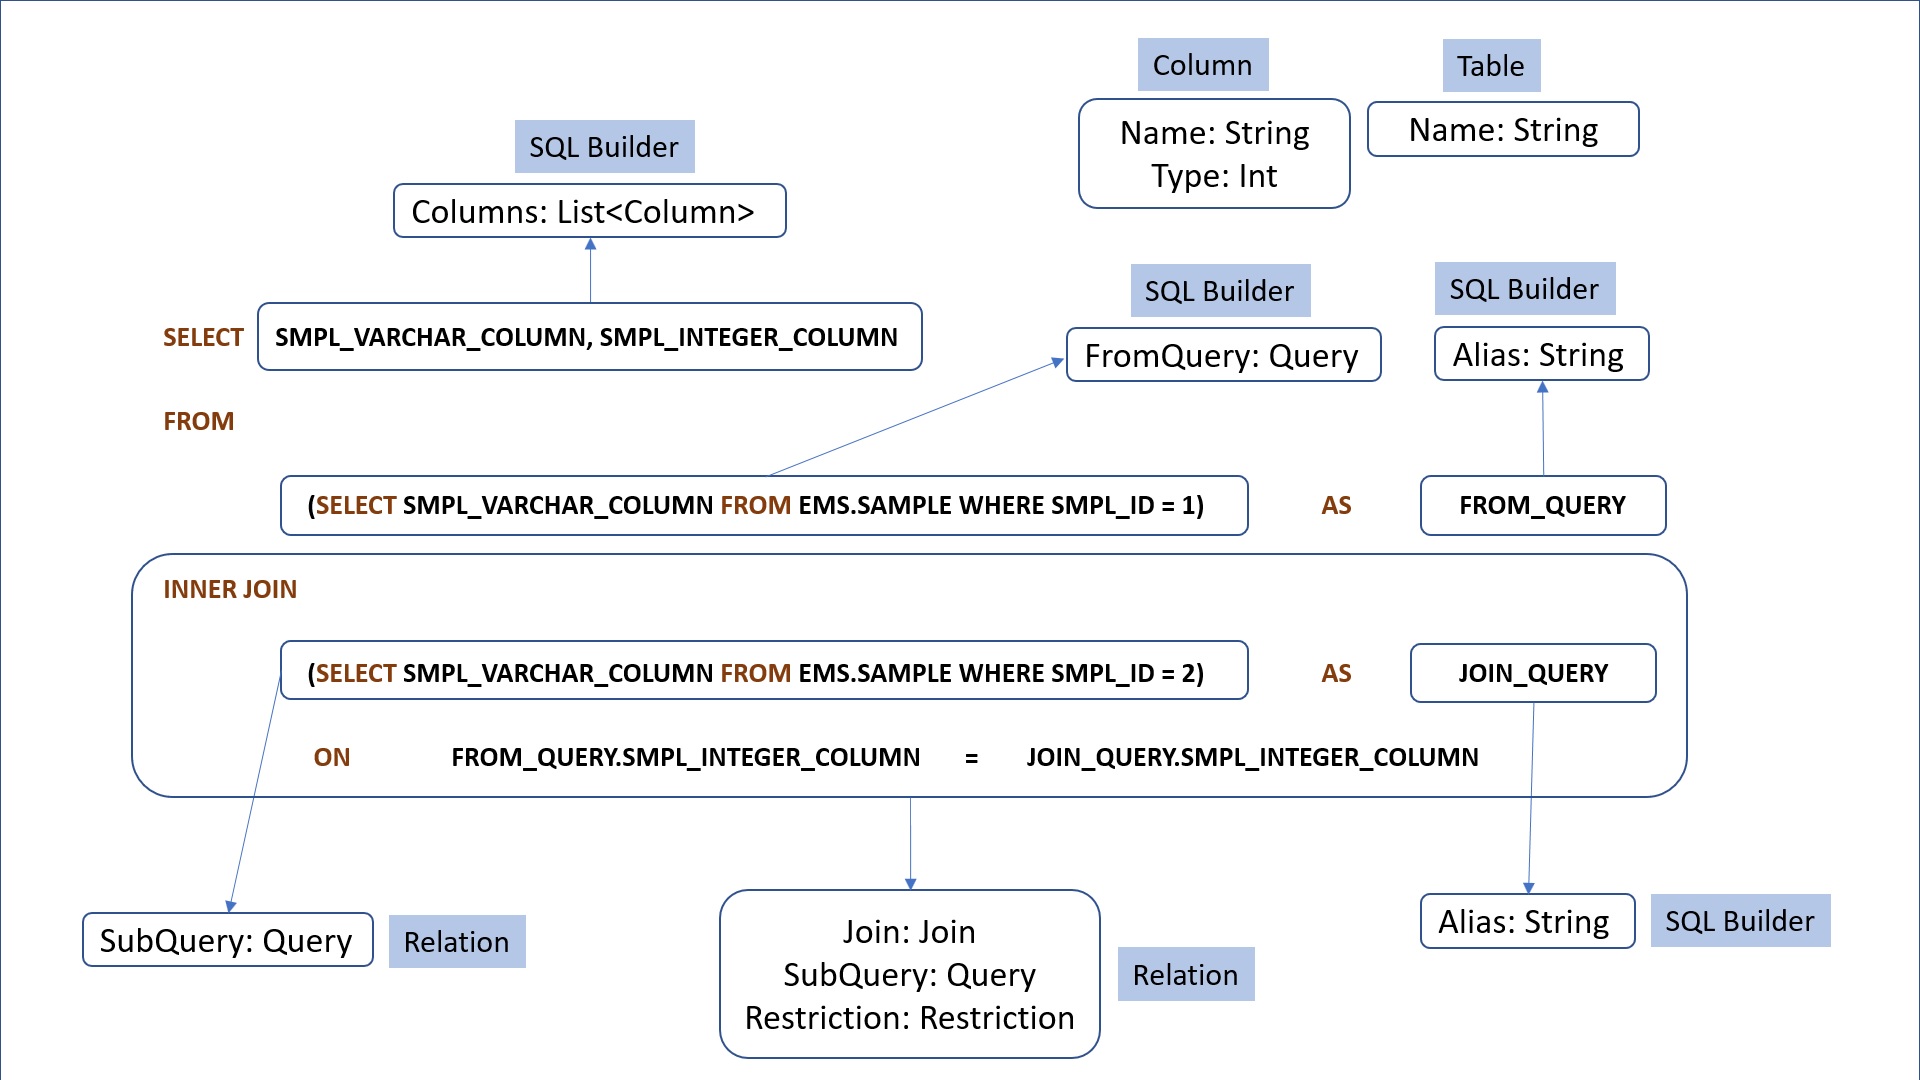 Column
Table
Name: String
Type: Int
Name: String
SQL Builder
Columns: List<Column>
SQL Builder
SQL Builder
SELECT SMPL_VARCHAR_COLUMN, SMPL_INTEGER_COLUMN
FromQuery: Query
Alias: String
FROM
(SELECT SMPL_VARCHAR_COLUMN FROM EMS.SAMPLE WHERE SMPL_ID = 1) AS FROM_QUERY
INNER JOIN
(SELECT SMPL_VARCHAR_COLUMN FROM EMS.SAMPLE WHERE SMPL_ID = 2) AS JOIN_QUERY
ON FROM_QUERY.SMPL_INTEGER_COLUMN = JOIN_QUERY.SMPL_INTEGER_COLUMN
SubQuery: Query
Relation
Join: Join
SubQuery: Query
Restriction: Restriction
Relation
Alias: String
SQL Builder